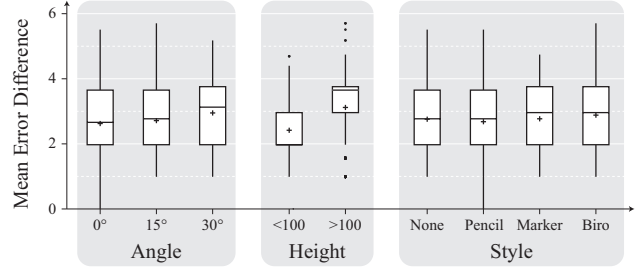 Mean Error Difference
6
4
2
0
0° 15° 30° <100 >100 None Pencil Marker Biro
Angle Height Style